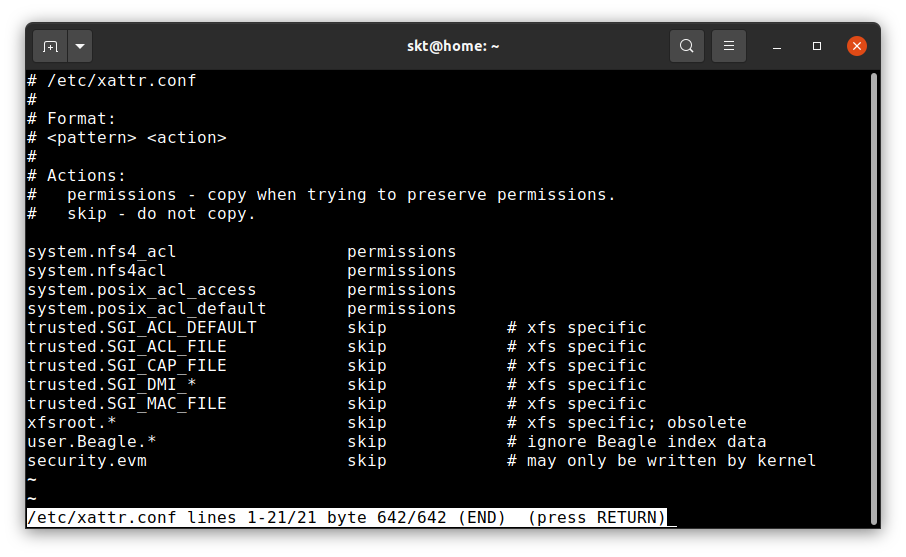 skt@home: ~
# /etc/xattr.conf
#
# Format:
# <pattern> <action>
#
# Actions:
#   permissions - copy when trying to preserve permissions.
#   skip - do not copy.

system.nfs4_acl                 permissions
system.nfs4acl                  permissions
system.posix_acl_access         permissions
system.posix_acl_default        permissions
trusted.SGI_ACL_DEFAULT         skip            # xfs specific
trusted.SGI_ACL_FILE            skip            # xfs specific
trusted.SGI_CAP_FILE            skip            # xfs specific
trusted.SGI_DMI_*               skip            # xfs specific
trusted.SGI_MAC_FILE            skip            # xfs specific
xfsroot.*                       skip            # xfs specific; obsolete
user.Beagle.*                   skip            # ignore Beagle index data
security.evm                    skip            # may only be written by kernel
~
~
/etc/xattr.conf lines 1-21/21 byte 642/642 (END)  (press RETURN)